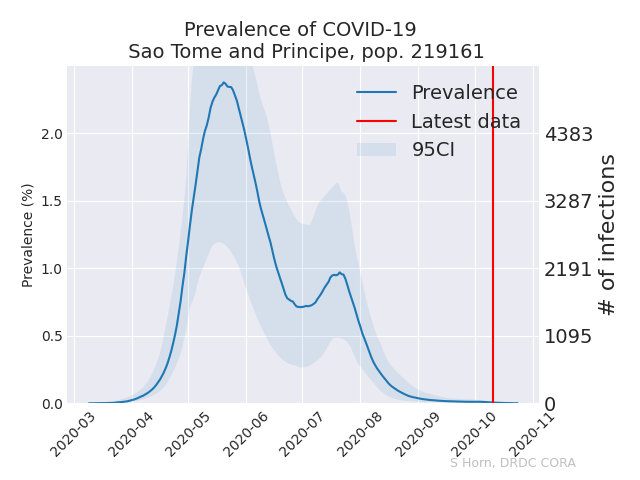 Prevalence of COVID-19
Sao Tome and Principe, pop. 219161
Prevalence
Latest data
95CI
Prevalence (%)
2.0
1.5
1.0
0.5
0.0
4383
3287
2191
1095
0
# of infections
2020-03
2020-04
2020-05
2020-06
2020-07
2020-08
2020-09
2020-10
2020-11
S Horn, DRDC CORA